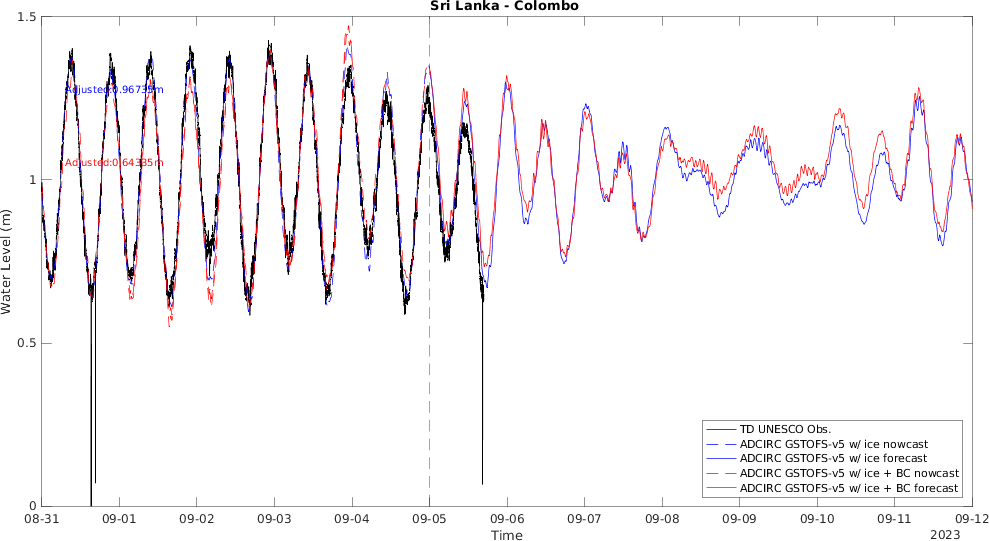 Sri Lanka - Colombo
1.5
Adjusted:0.96735m
Adjusted:0.64335m
1
Water Level (m)
0.5
TD UNESCO Obs.
ADCIRC GSTOFS-v5 w/ ice nowcast
ADCIRC GSTOFS-v5 w/ ice forecast
ADCIRC GSTOFS-v5 w/ ice + BC nowcast
ADCIRC GSTOFS-v5 w/ ice + BC forecast
0
08-31 09-01 09-02 09-03 09-04 09-05 09-06 09-07 09-08 09-09 09-10 09-11 09-12
Time
2023